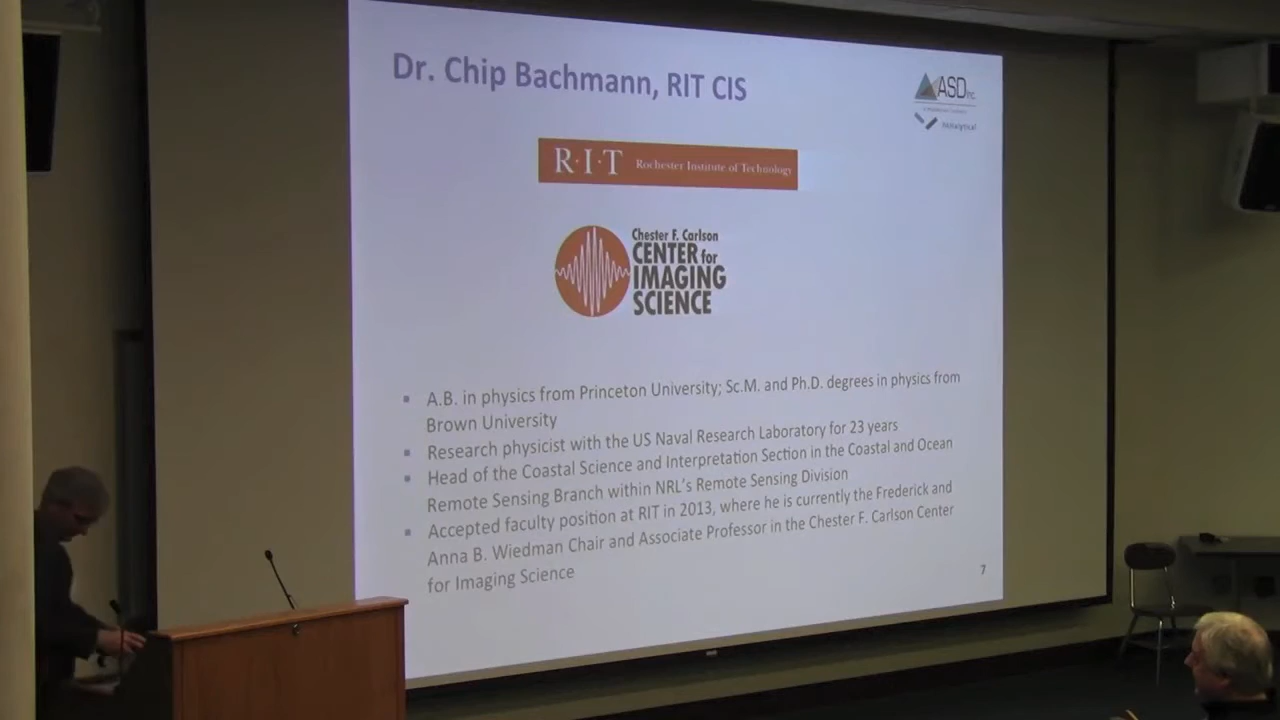 Dr. Chip Bachmann, RIT CIS
ASD Inc.
PANalytical
R·I·T Rochester Institute of Technology
Chester F. Carlson
CENTER for
IMAGING
SCIENCE
▪ A.B. in physics from Princeton University; Sc.M. and Ph.D. degrees in physics from
Brown University
▪ Research physicist with the US Naval Research Laboratory for 23 years
▪ Head of the Coastal Science and Interpretation Section in the Coastal and Ocean
Remote Sensing Branch within NRL's Remote Sensing Division
▪ Accepted faculty position at RIT in 2013, where he is currently the Frederick and
Anna B. Wiedman Chair and Associate Professor in the Chester F. Carlson Center
for Imaging Science
7